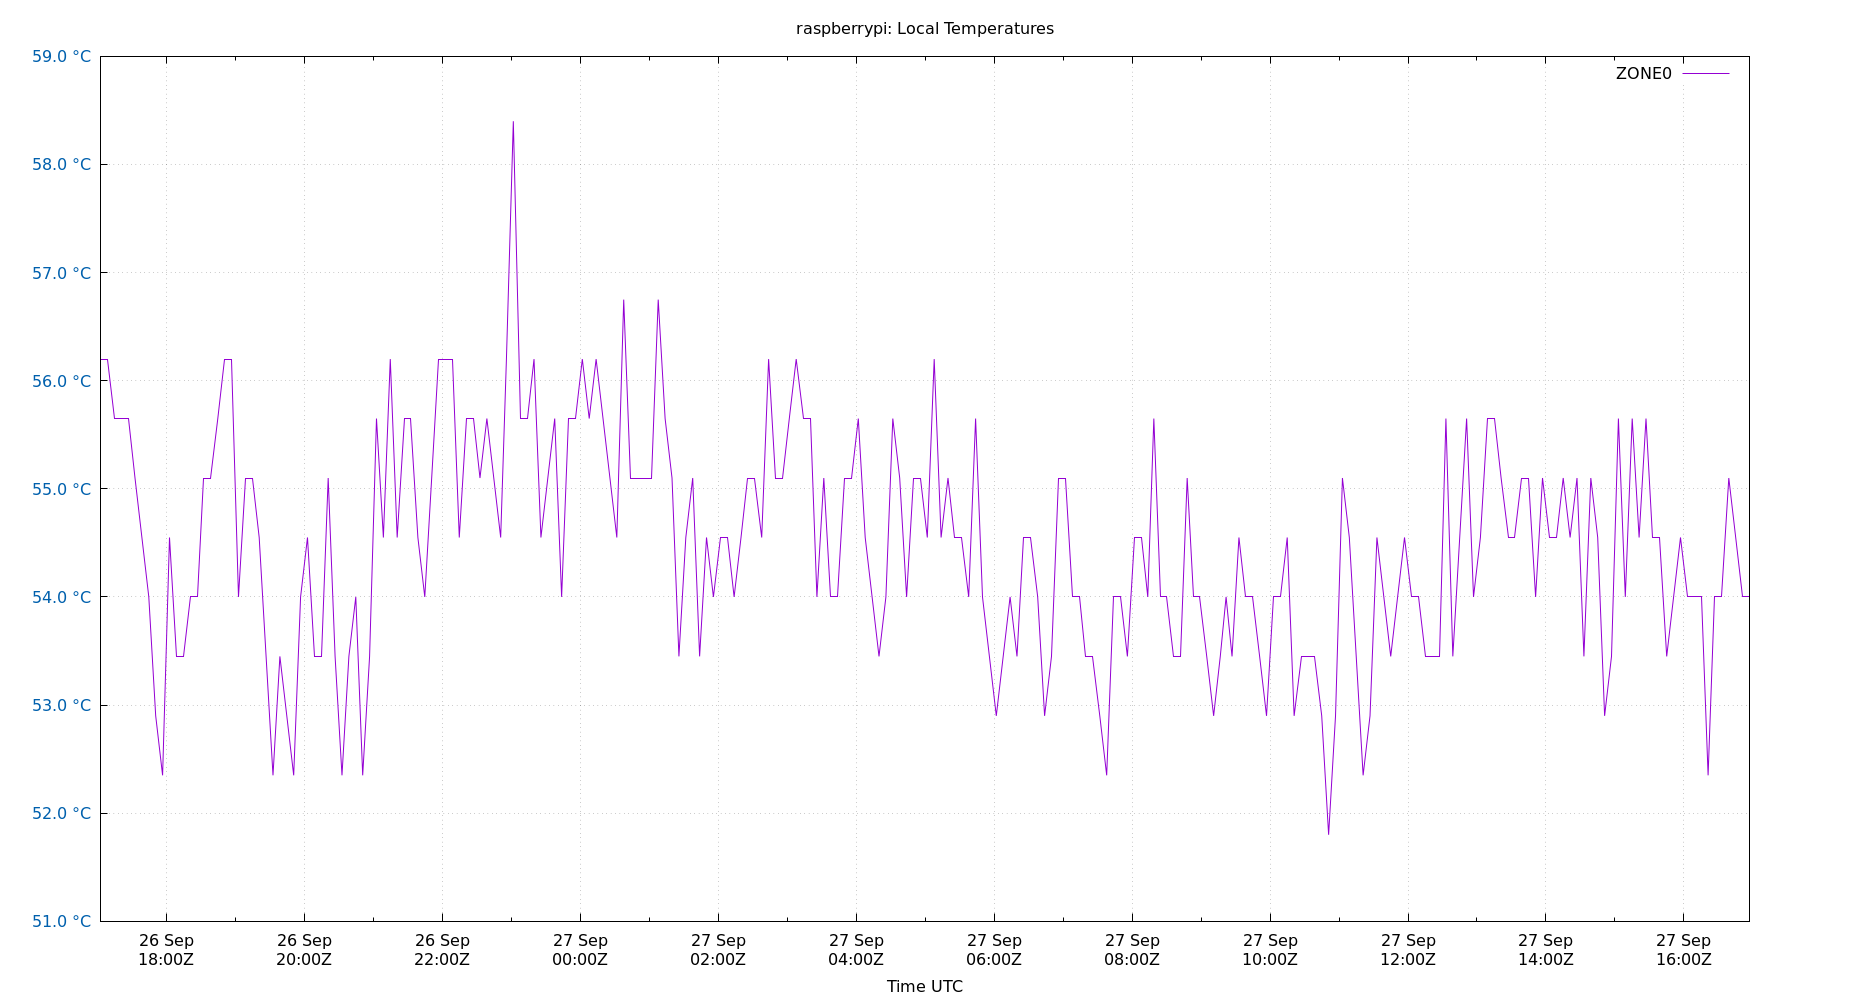 raspberrypi: Local Temperatures
59.0 °C
ZONE0
58.0 °C
57.0 °C
56.0 °C
55.0 °C
54.0 °C
53.0 °C
52.0 °C
51.0 °C
26 Sep 26 Sep 26 Sep 27 Sep 27 Sep 27 Sep 27 Sep 27 Sep 27 Sep 27 Sep 27 Sep 27 Sep
18:00Z 20:00Z 22:00Z 00:00Z 02:00Z 04:00Z 06:00Z 08:00Z 10:00Z 12:00Z 14:00Z 16:00Z
Time UTC